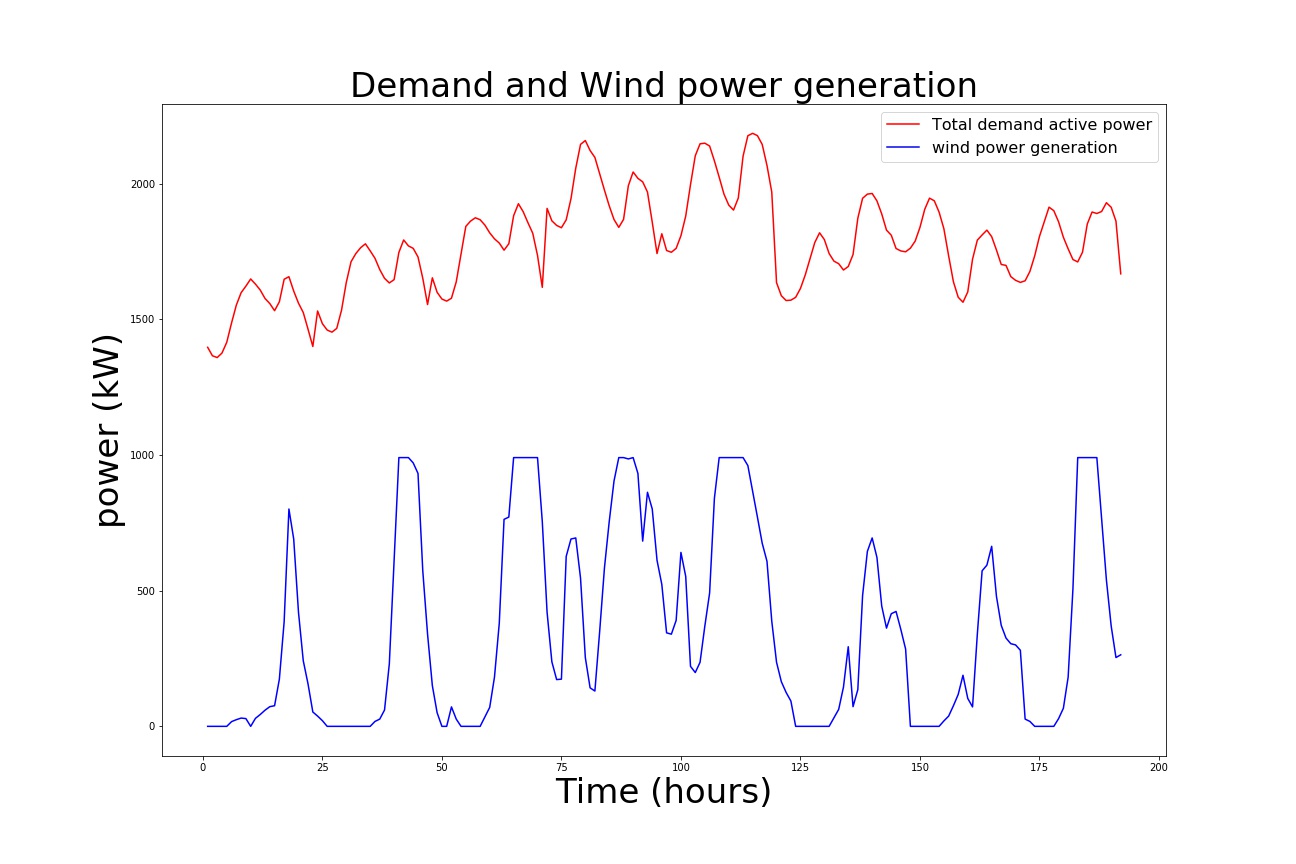 Demand and Wind power generation
Total demand active power
wind power generation
power (kW)
2000
1500
1000
500
0
0 25 50 75 100 125 150 175 200
Time (hours)